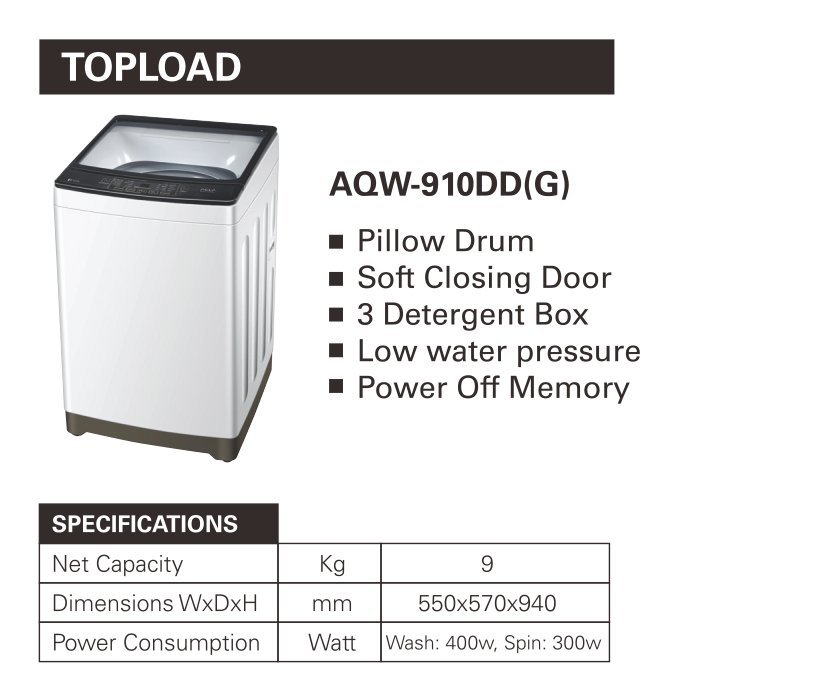 TOPLOAD
AQW-910DD(G)
Pillow Drum
Soft Closing Door
3 Detergent Box
Low water pressure
Power Off Memory
SPECIFICATIONS
Net Capacity Kg 9
Dimensions WxDxH mm 550x570x940
Power Consumption Watt Wash: 400w, Spin: 300w